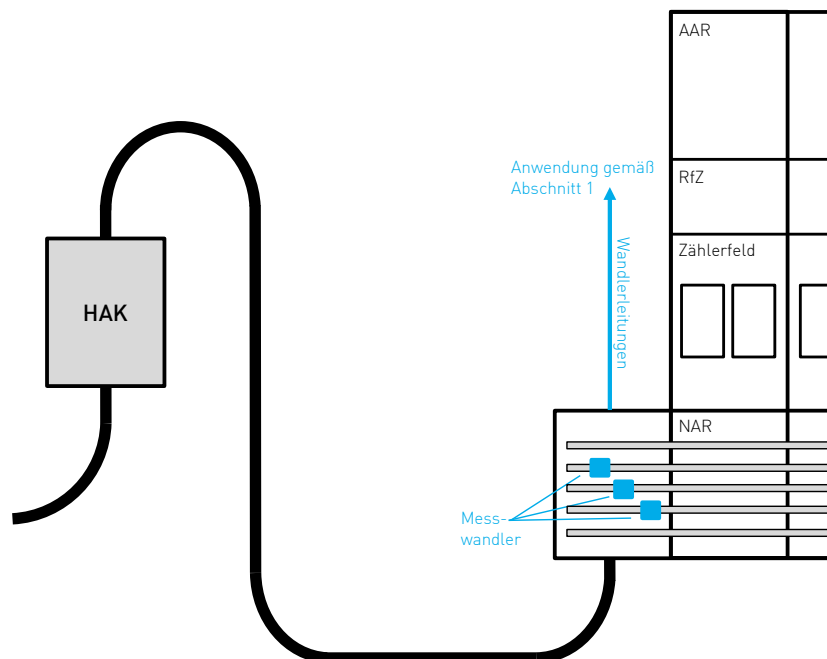 AAR
Anwendung gemäß
Abschnitt 1
RfZ
Wandlerleitungen
Zählerfeld
HAK
NAR
Mess-
wandler